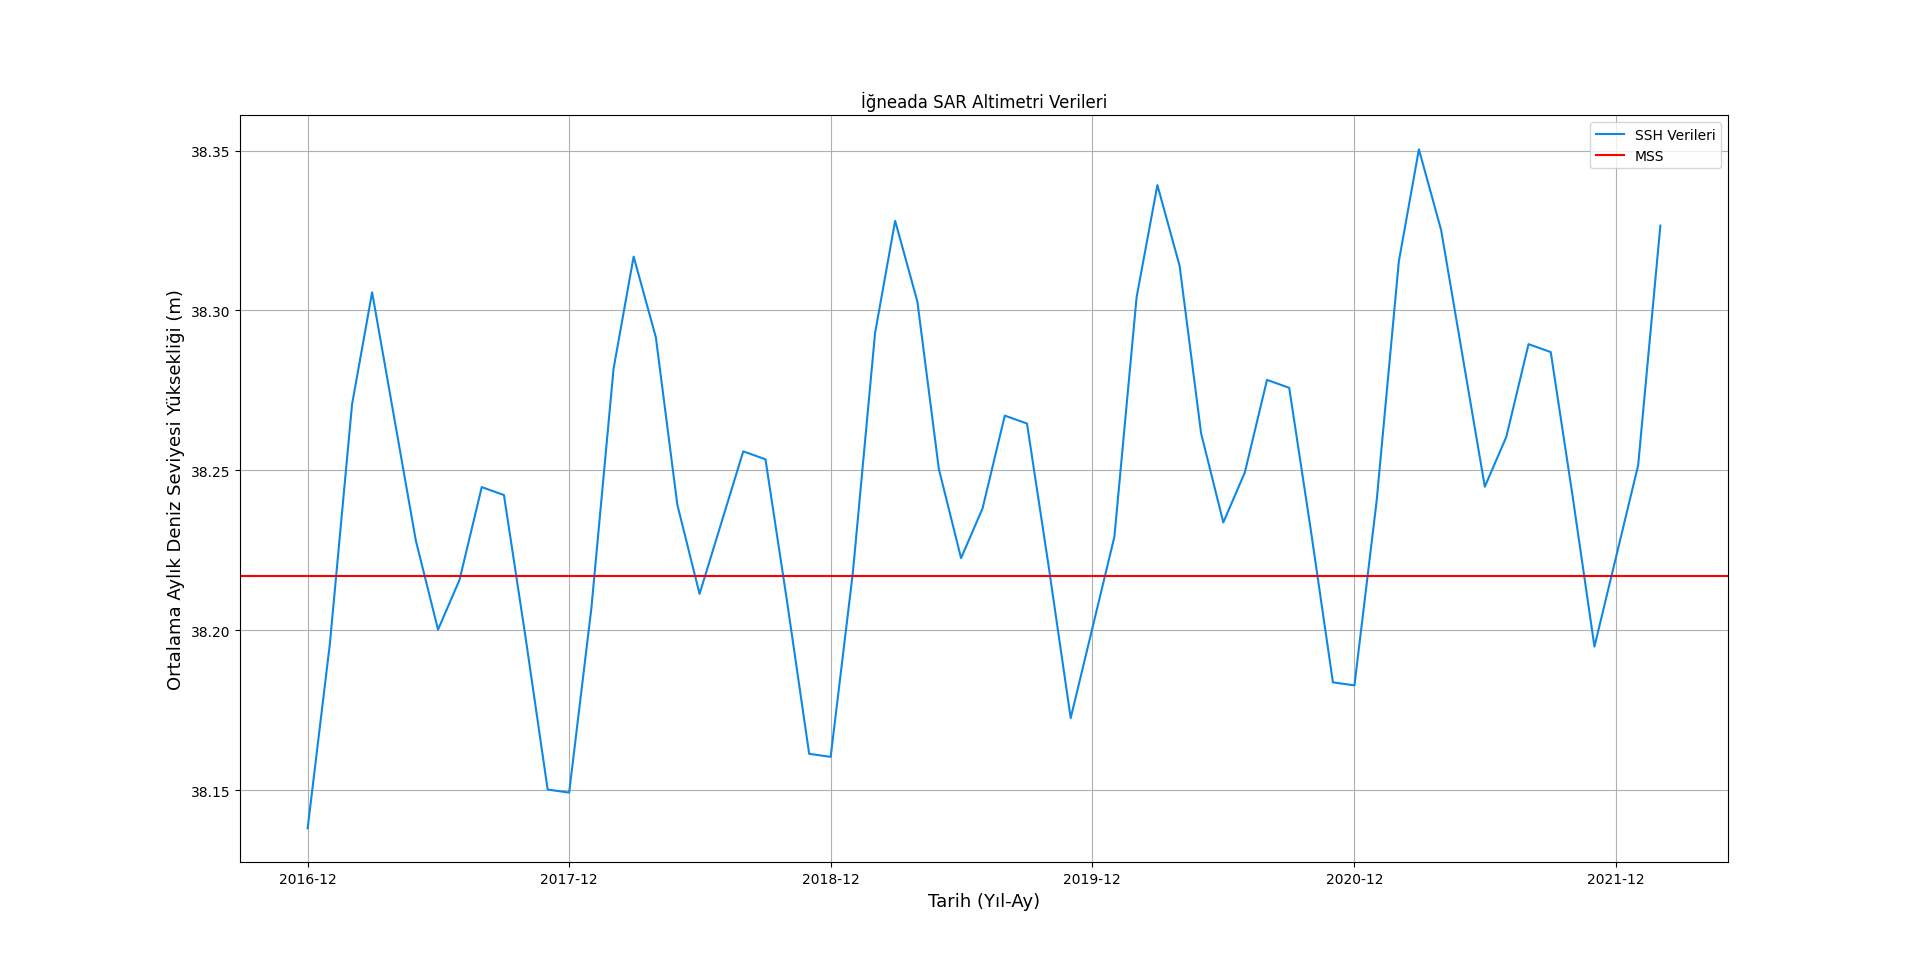 İğneada SAR Altimetri Verileri
SSH Verileri
MSS
Ortalama Aylık Deniz Seviyesi Yüksekliği (m)
38.35
38.30
38.25
38.20
38.15
2016-12 2017-12 2018-12 2019-12 2020-12 2021-12
Tarih (Yıl-Ay)